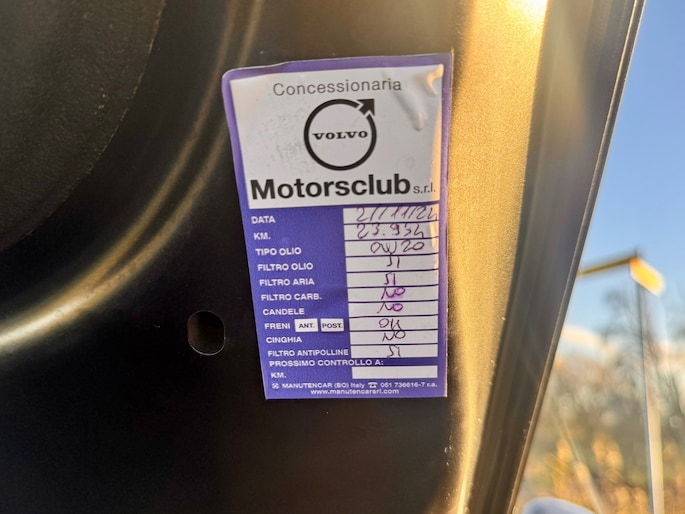 Concessionaria
VOLVO
Motorsclub s.r.l.
DATA 21/11/24
KM. 23.954
TIPO OLIO 0W20
FILTRO OLIO SI
FILTRO ARIA SI
FILTRO CARB. NO
CANDELE NO
FRENI ANT. POST. OK
CINGHIA NO
FILTRO ANTIPOLLINE SI
PROSSIMO CONTROLLO A:
KM.
✉ MANUTENCAR (BO) Italy ☎ 051 736616-7 r.a.
www.manutencarsrl.com